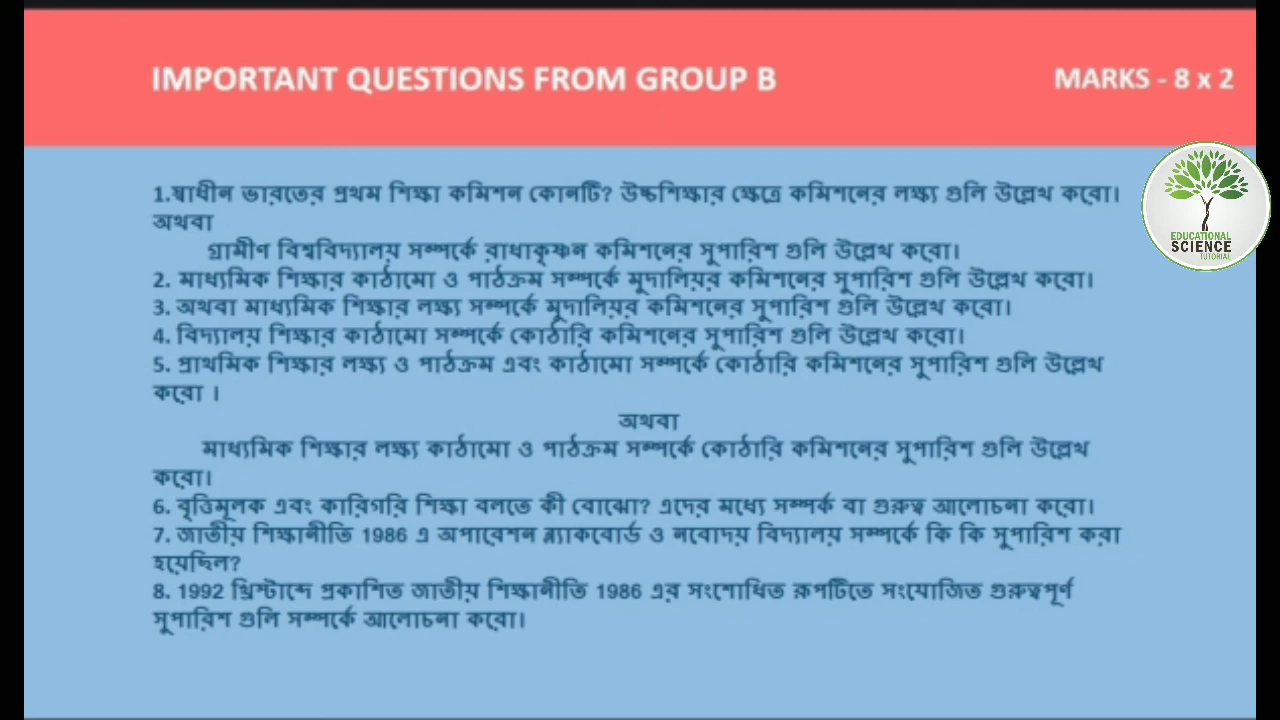 IMPORTANT QUESTIONS FROM GROUP B
MARKS - 8 x 2
1.স্বাধীন ভারতের প্রথম শিক্ষা কমিশন কোনটি? উচ্চশিক্ষার ক্ষেত্রে কমিশনের লক্ষ্য গুলি উল্লেখ করো।
অথবা
গ্রামীণ বিশ্ববিদ্যালয় সম্পর্কে রাধাকৃষ্ণন কমিশনের সুপারিশ গুলি উল্লেখ করো।
2. মাধ্যমিক শিক্ষার কাঠামো ও পাঠক্রম সম্পর্কে মুদালিয়র কমিশনের সুপারিশ গুলি উল্লেখ করো।
3. অথবা মাধ্যমিক শিক্ষার লক্ষ্য সম্পর্কে মুদালিয়র কমিশনের সুপারিশ গুলি উল্লেখ করো।
4. বিদ্যালয় শিক্ষার কাঠামো সম্পর্কে কোঠারি কমিশনের সুপারিশ গুলি উল্লেখ করো।
5. প্রাথমিক শিক্ষার লক্ষ্য ও পাঠক্রম এবং কাঠামো সম্পর্কে কোঠারি কমিশনের সুপারিশ গুলি উল্লেখ
করো ।
অথবা
মাধ্যমিক শিক্ষার লক্ষ্য কাঠামো ও পাঠক্রম সম্পর্কে কোঠারি কমিশনের সুপারিশ গুলি উল্লেখ
করো।
6. বৃত্তিমূলক এবং কারিগরি শিক্ষা বলতে কী বোঝো? এদের মধ্যে সম্পর্ক বা গুরুত্ব আলোচনা করো।
7. জাতীয় শিক্ষানীতি 1986 এ অপারেশন ব্ল্যাকবোর্ড ও নবোদয় বিদ্যালয় সম্পর্কে কি কি সুপারিশ করা
হয়েছিল?
8. 1992 খ্রিস্টাব্দে প্রকাশিত জাতীয় শিক্ষানীতি 1986 এর সংশোধিত রূপটিতে সংযোজিত গুরুত্বপূর্ণ
সুপারিশ গুলি সম্পর্কে আলোচনা করো।
EDUCATIONAL
SCIENCE
TUTORIAL